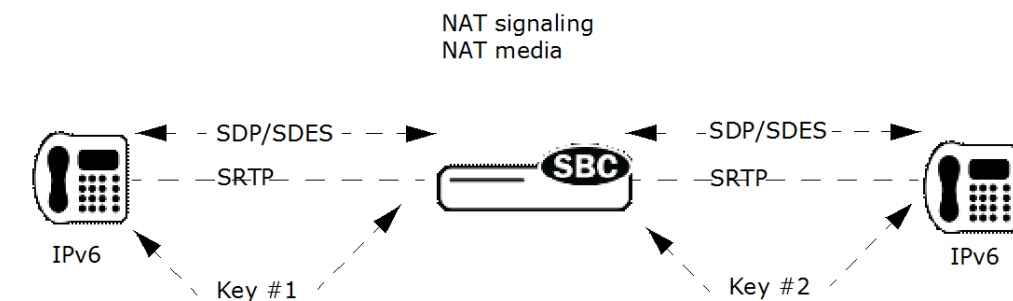 NAT signaling
NAT media
SDP/SDES
SDP/SDES
SBC
SRTP
SRTP
IPv6
IPv6
Key #1
Key #2